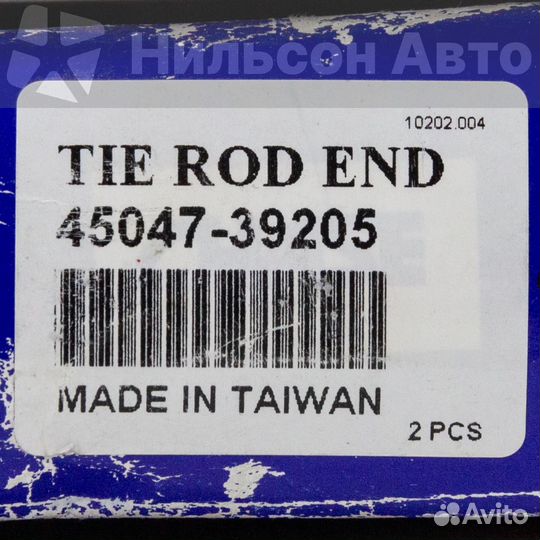 Нильсон Авто
10202.004
TIE ROD END
45047-39205
MADE IN TAIWAN
2 PCS
Avito